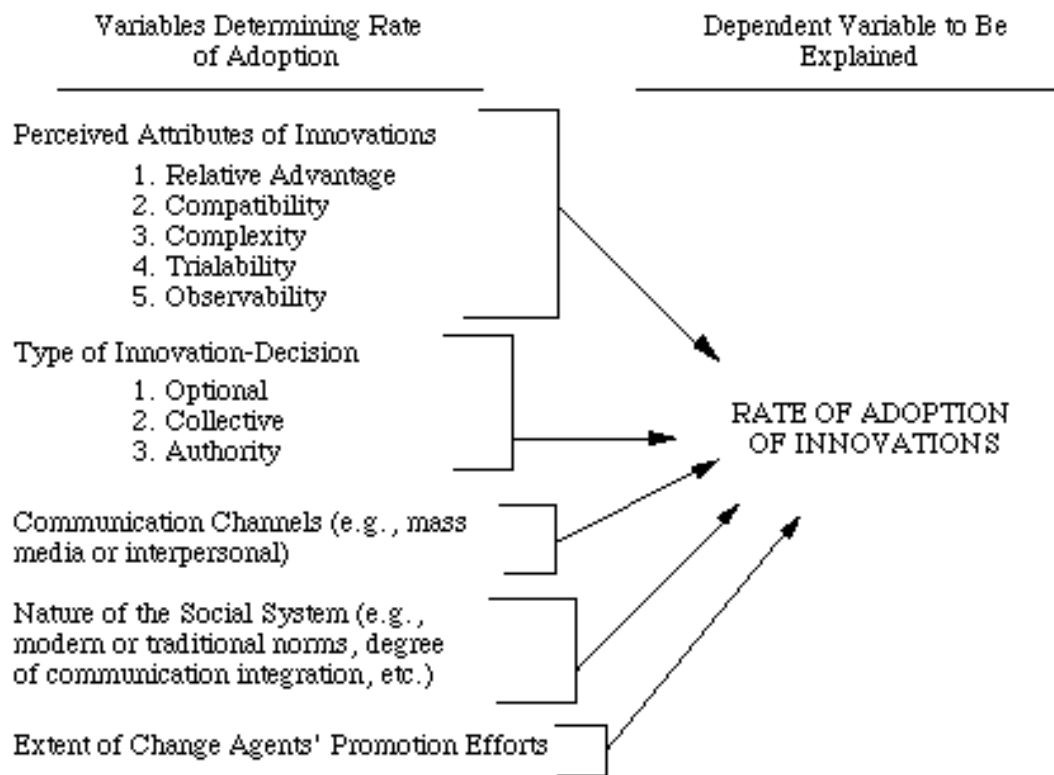 Variables Determining Rate
of Adoption
Dependent Variable to Be
Explained
Perceived Attributes of Innovations
1. Relative Advantage
2. Compatibility
3. Complexity
4. Trialability
5. Observability
Type of Innovation-Decision
1. Optional
2. Collective
3. Authority
RATE OF ADOPTION
OF INNOVATIONS
Communication Channels (e.g., mass
media or interpersonal)
Nature of the Social System (e.g.,
modern or traditional norms, degree
of communication integration, etc.)
Extent of Change Agents' Promotion Efforts